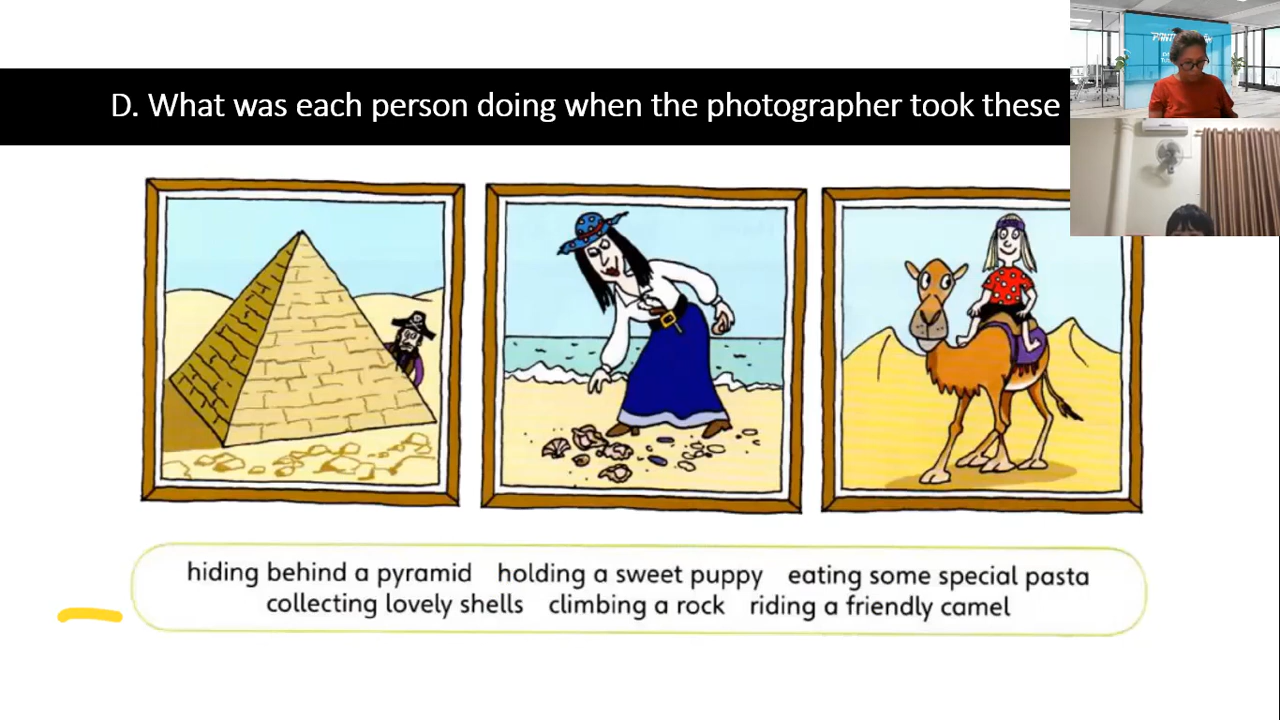 D. What was each person doing when the photographer took these
hiding behind a pyramid holding a sweet puppy eating some special pasta
collecting lovely shells climbing a rock riding a friendly camel